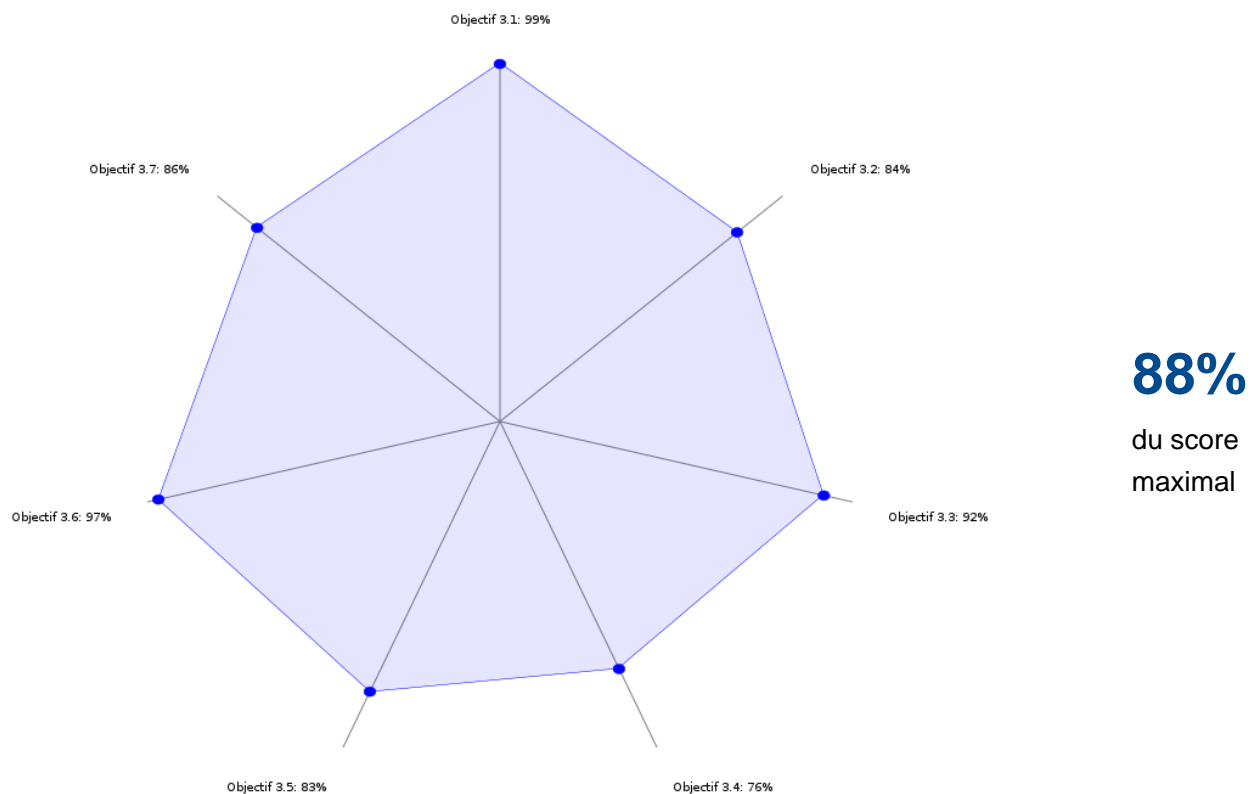 Objectif 3.1: 99%
Objectif 3.7: 86%
Objectif 3.2: 84%
88%
du score
maximal
Objectif 3.6: 97%
Objectif 3.3: 92%
Objectif 3.5: 83%
Objectif 3.4: 76%